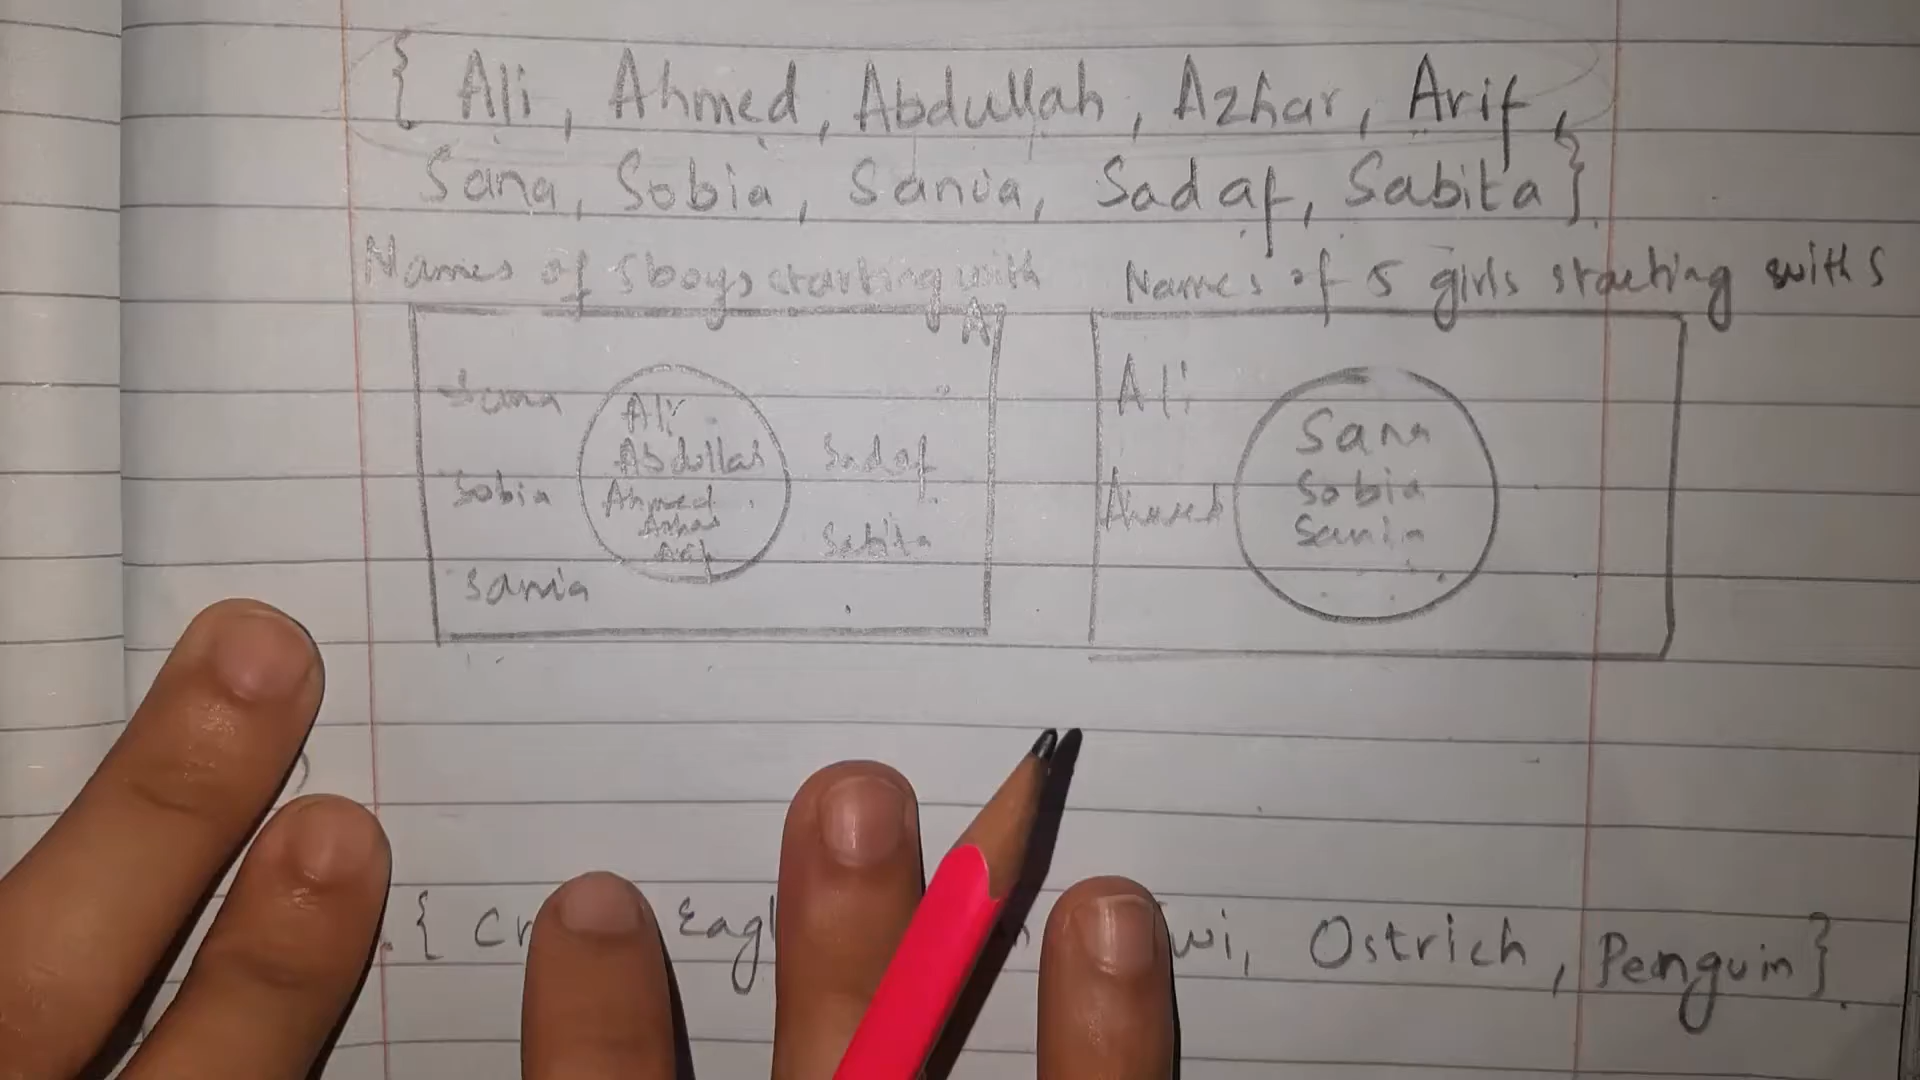 { Ali, Ahmed, Abdullah, Azhar, Arif,
Sana, Sobia, Sania, Sadaf, Sabita}.
Names of 5 boys starting with A
Names of 5 girls starting with S
Sana
Sobia
Sania
Ali
Abdullah
Ahmed
Azhar
Arif
Sadaf
Sabita
Ali
Ahmed
Sana
Sobia
Sania
{ Ostrich, Penguin}.